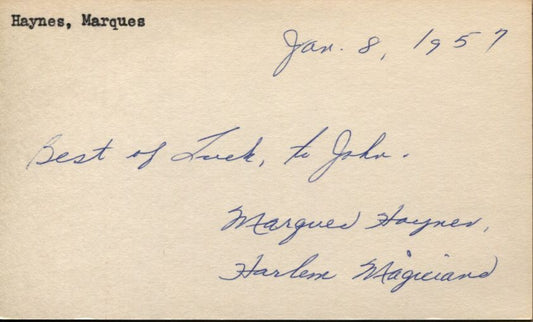 Haynes, Marques
Jan. 8, 1957
Best of Luck, to John.
Marques Haynes,
Harlem Magicians